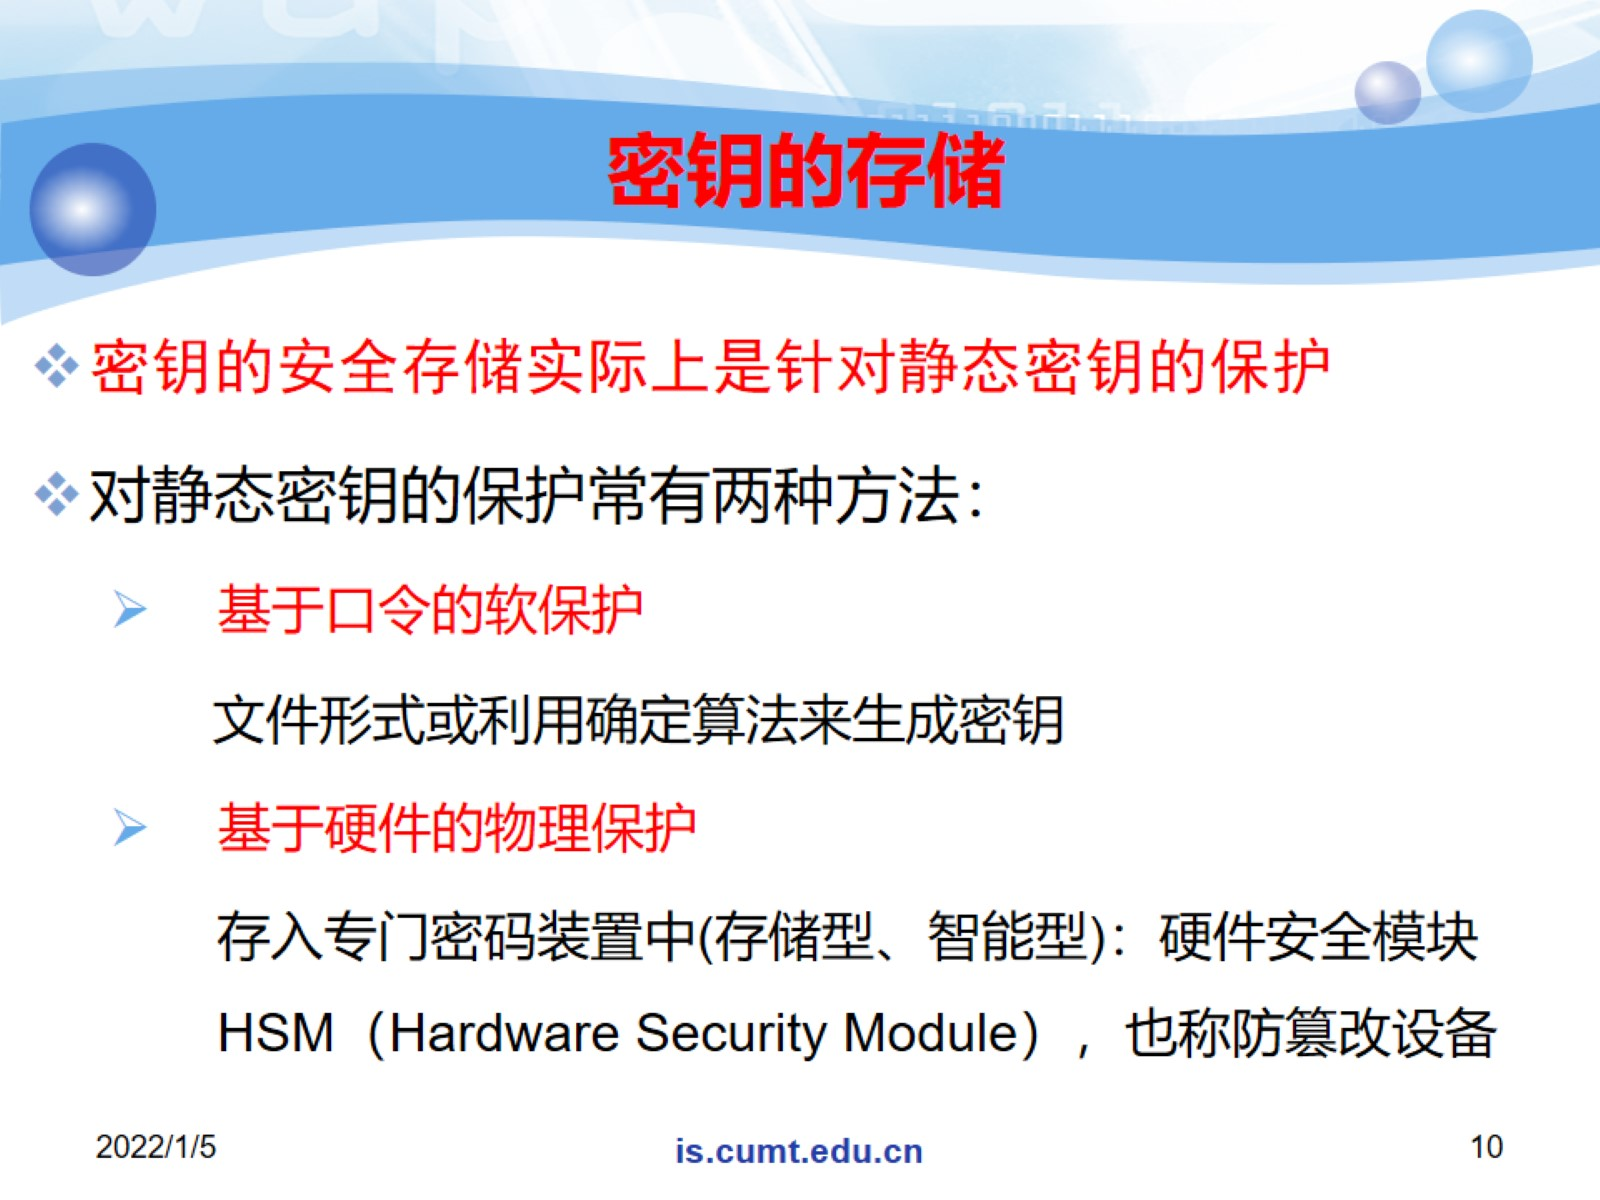 密钥的存储
密钥的安全存储实际上是针对静态密钥的保护
对静态密钥的保护常有两种方法：
基于口令的软保护
文件形式或利用确定算法来生成密钥
基于硬件的物理保护
存入专门密码装置中(存储型、智能型)：硬件安全模块
HSM（Hardware Security Module），也称防篡改设备
2022/1/5
is.cumt.edu.cn
10